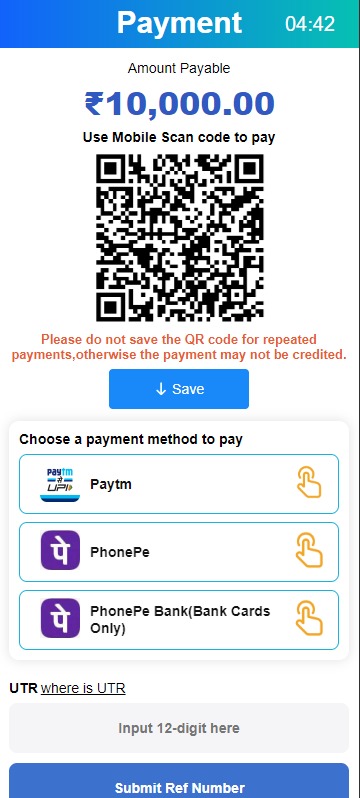 Payment
04:42
Amount Payable
₹10,000.00
Use Mobile Scan code to pay
Please do not save the QR code for repeated
payments,otherwise the payment may not be credited.
↓ Save
Choose a payment method to pay
Paytm
UPI
Paytm
पे
PhonePe
पे
PhonePe Bank(Bank Cards
Only)
UTR where is UTR
Input 12-digit here
Submit Ref Number